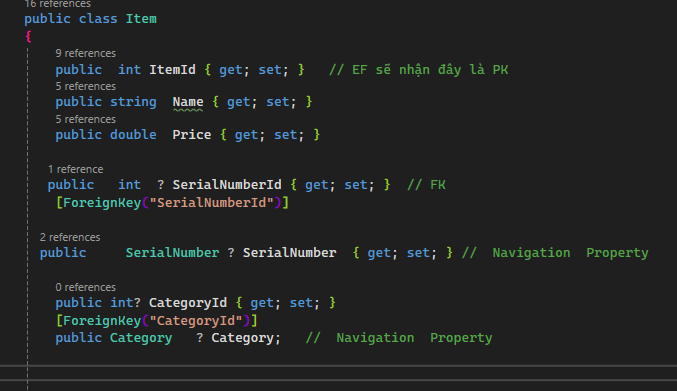 16 references
public class Item
{
9 references
public  int ItemId { get; set; }   // EF sẽ nhận đây là PK
5 references
public string  Name { get; set; }
5 references
public double  Price { get; set; }
1 reference
public   int  ? SerialNumberId { get; set; }  // FK
[ForeignKey("SerialNumberId")]
2 references
public     SerialNumber ? SerialNumber  { get; set; } //  Navigation  Property
0 references
public int? CategoryId { get; set; }
[ForeignKey("CategoryId")]
public Category   ? Category;   //  Navigation  Property